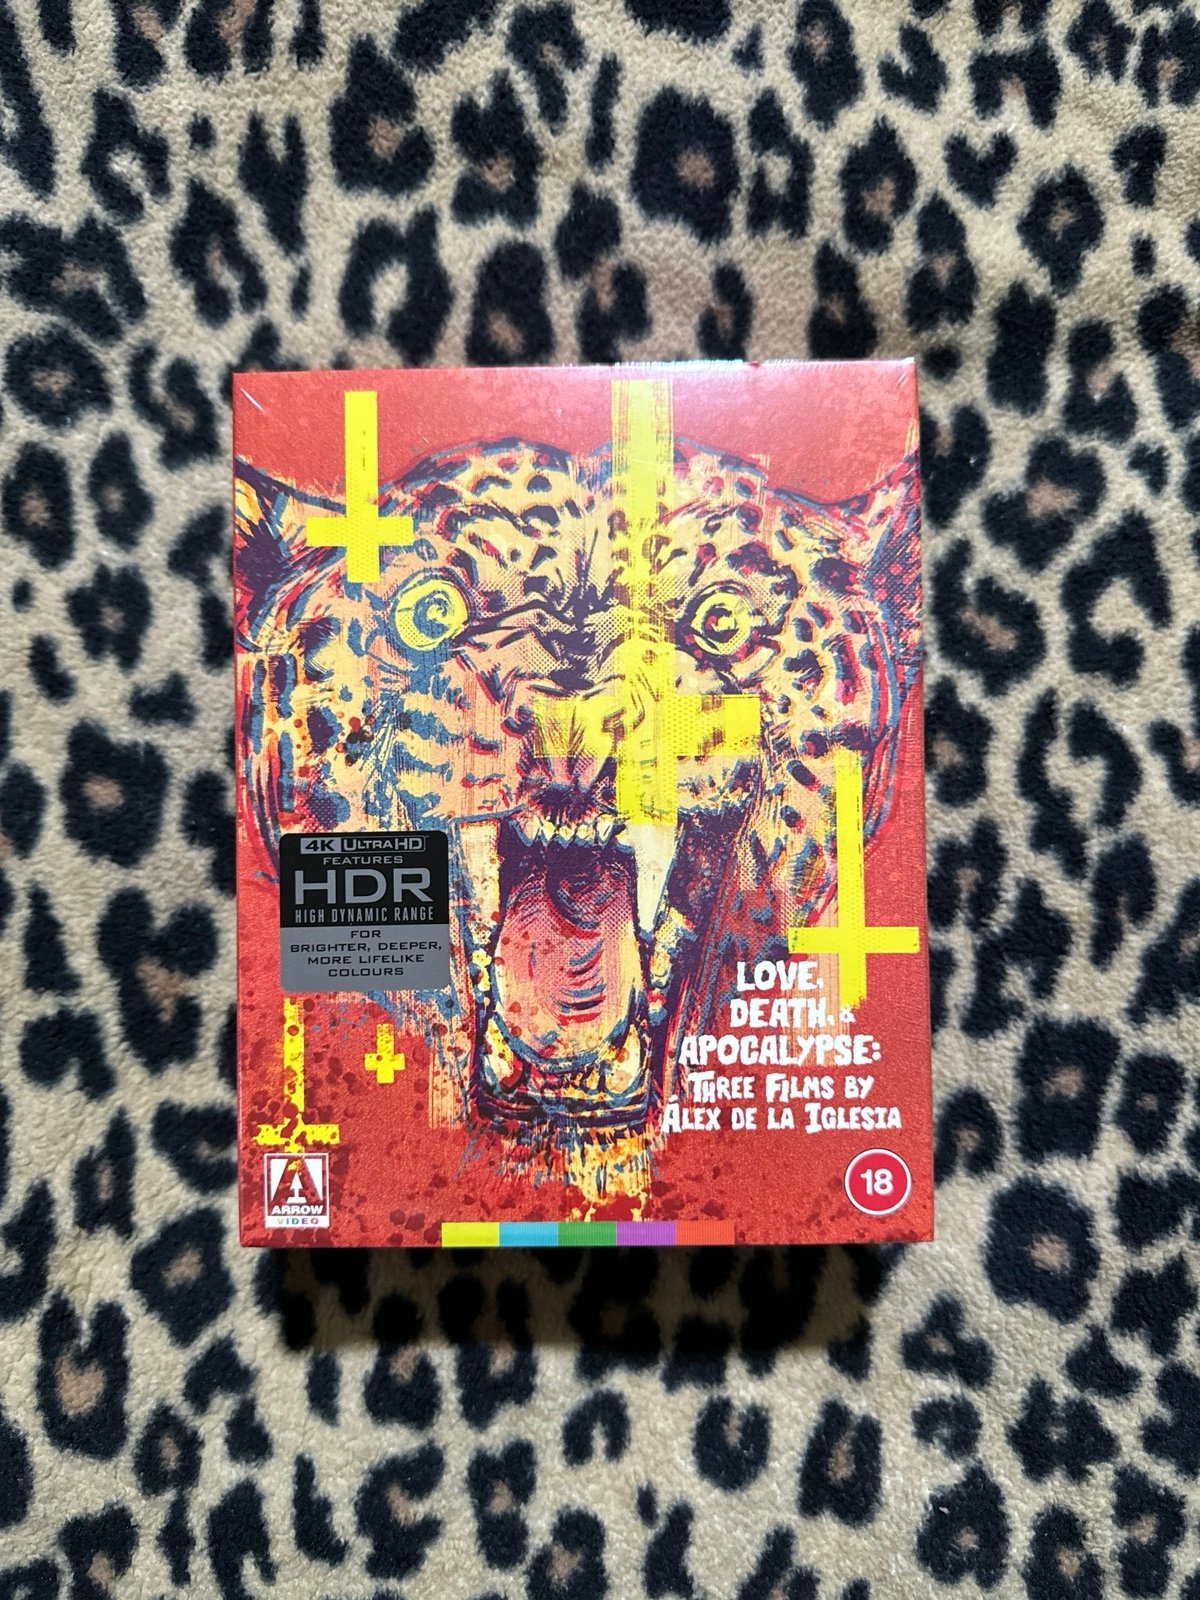 4K ULTRA HD
FEATURES
HDR
HIGH DYNAMIC RANGE
FOR
BRIGHTER, DEEPER,
MORE LIFELIKE
COLOURS
LOVE,
DEATH, &
APOCALYPSE:
THREE FILMS BY
ÁLEX DE LA IGLESIA
ARROW
VIDEO
18